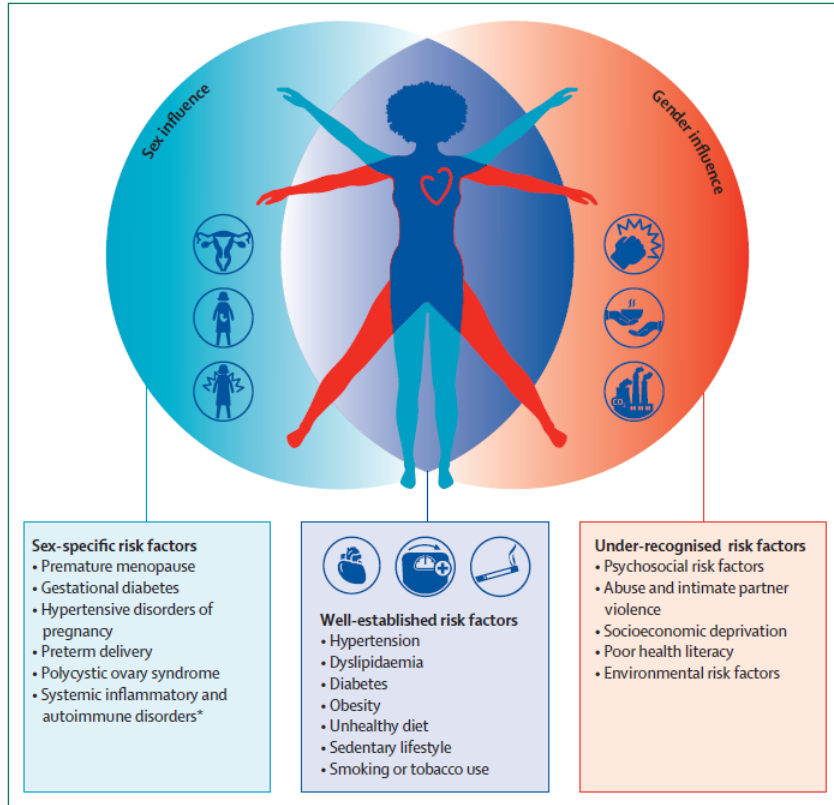 Sex influence
Gender influence
CO₂
Sex-specific risk factors
• Premature menopause
• Gestational diabetes
• Hypertensive disorders of
pregnancy
• Preterm delivery
• Polycystic ovary syndrome
• Systemic inflammatory and
autoimmune disorders*
Well-established risk factors
• Hypertension
• Dyslipidaemia
• Diabetes
• Obesity
• Unhealthy diet
• Sedentary lifestyle
• Smoking or tobacco use
Under-recognised risk factors
• Psychosocial risk factors
• Abuse and intimate partner
violence
• Socioeconomic deprivation
• Poor health literacy
• Environmental risk factors